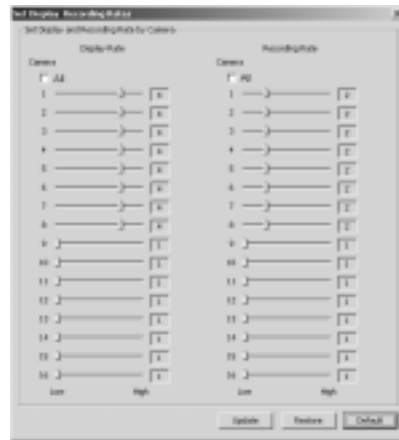 Set Display Recording Rates
Set Display and Recording Rate by Camera
Display Rate
Recording Rate
Camera
Camera
All
All
1
1
2
2
3
3
4
4
5
5
6
6
7
7
8
8
9
9
10
10
11
11
12
12
13
13
14
14
15
15
16
16
Low High
Low High
Update Restore Default